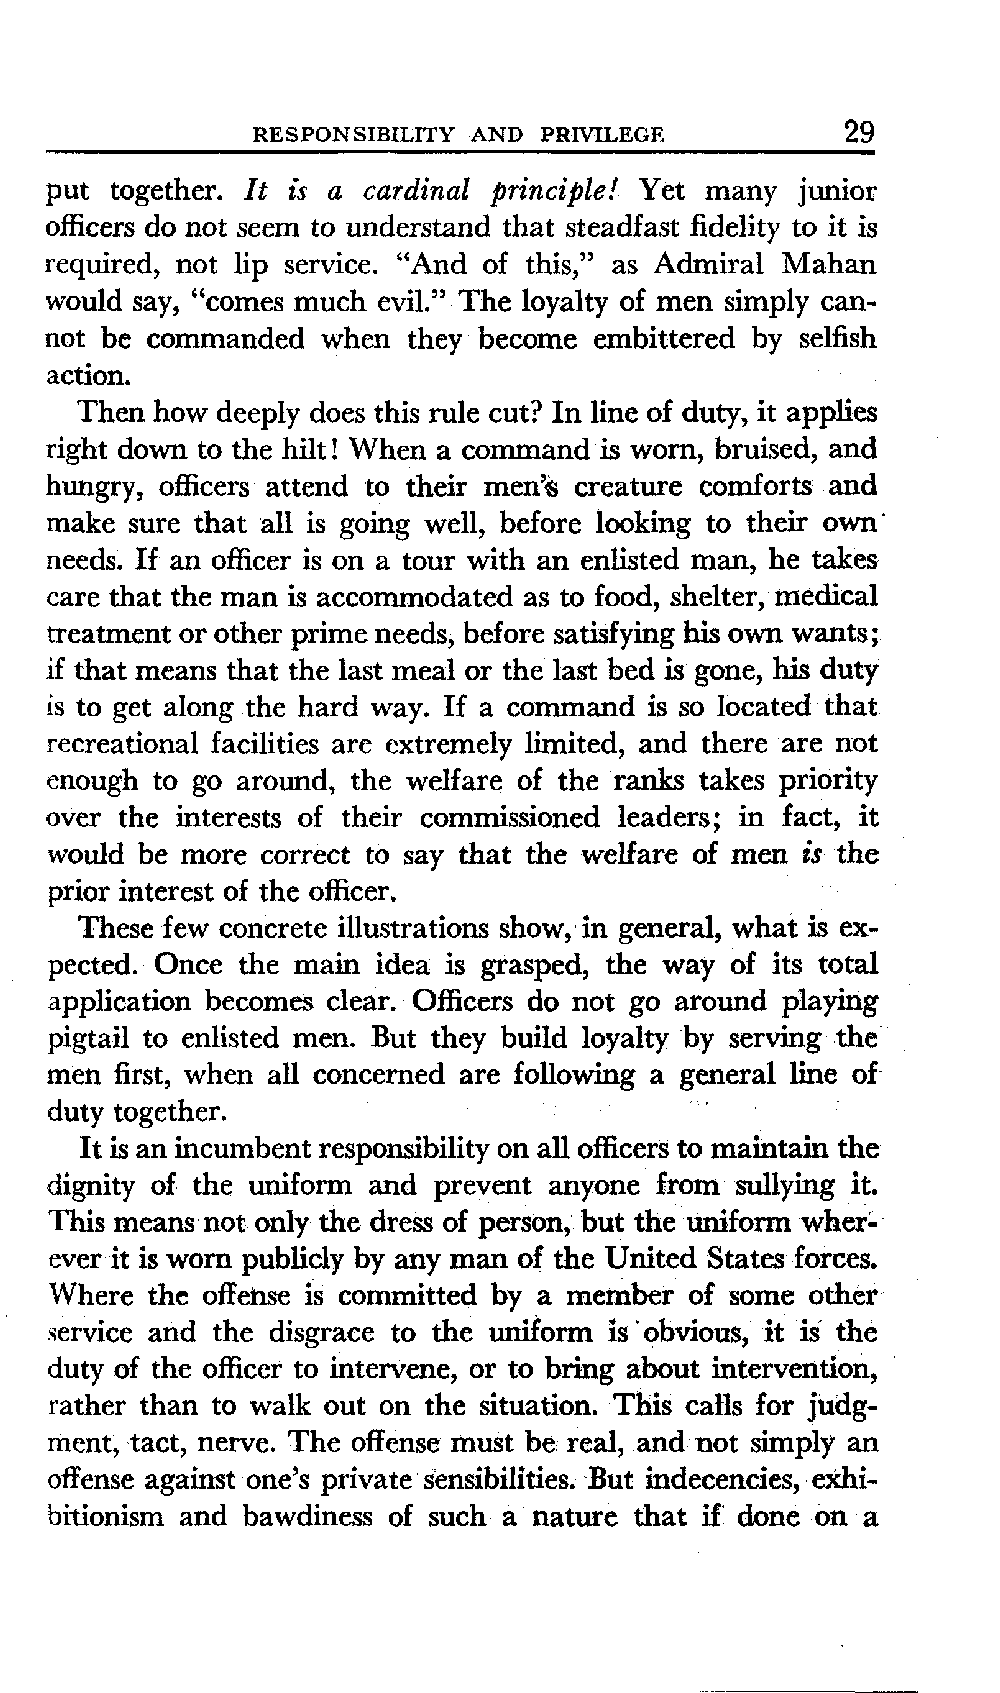 RESPONSIBILITY AND PRIVILEGE 29
put together. It is a cardinal principle! Yet many junior
officers do not seem to understand that steadfast fidelity to it is
required, not lip service. “And of this,” as Admiral Mahan
would say, “comes much evil.” The loyalty of men simply can-
not be commanded when they become embittered by selfish
action.
Then how deeply does this rule cut? In line of duty, it applies
right down to the hilt! When a command is worn, bruised, and
hungry, officers attend to their men’s creature comforts and
make sure that all is going well, before looking to their own
needs. If an officer is on a tour with an enlisted man, he takes
care that the man is accommodated as to food, shelter, medical
treatment or other prime needs, before satisfying his own wants;
if that means that the last meal or the last bed is gone, his duty
is to get along the hard way. If a command is so located that
recreational facilities are extremely limited, and there are not
enough to go around, the welfare of the ranks takes priority
over the interests of their commissioned leaders; in fact, it
would be more correct to say that the welfare of men is the
prior interest of the officer.
These few concrete illustrations show, in general, what is ex-
pected. Once the main idea is grasped, the way of its total
application becomes clear. Officers do not go around playing
pigtail to enlisted men. But they build loyalty by serving the
men first, when all concerned are following a general line of
duty together.
It is an incumbent responsibility on all officers to maintain the
dignity of the uniform and prevent anyone from sullying it.
This means not only the dress of person, but the uniform wher-
ever it is worn publicly by any man of the United States forces.
Where the offense is committed by a member of some other
service and the disgrace to the uniform is obvious, it is the
duty of the officer to intervene, or to bring about intervention,
rather than to walk out on the situation. This calls for judg-
ment, tact, nerve. The offense must be real, and not simply an
offense against one’s private sensibilities. But indecencies, exhi-
bitionism and bawdiness of such a nature that if done on a